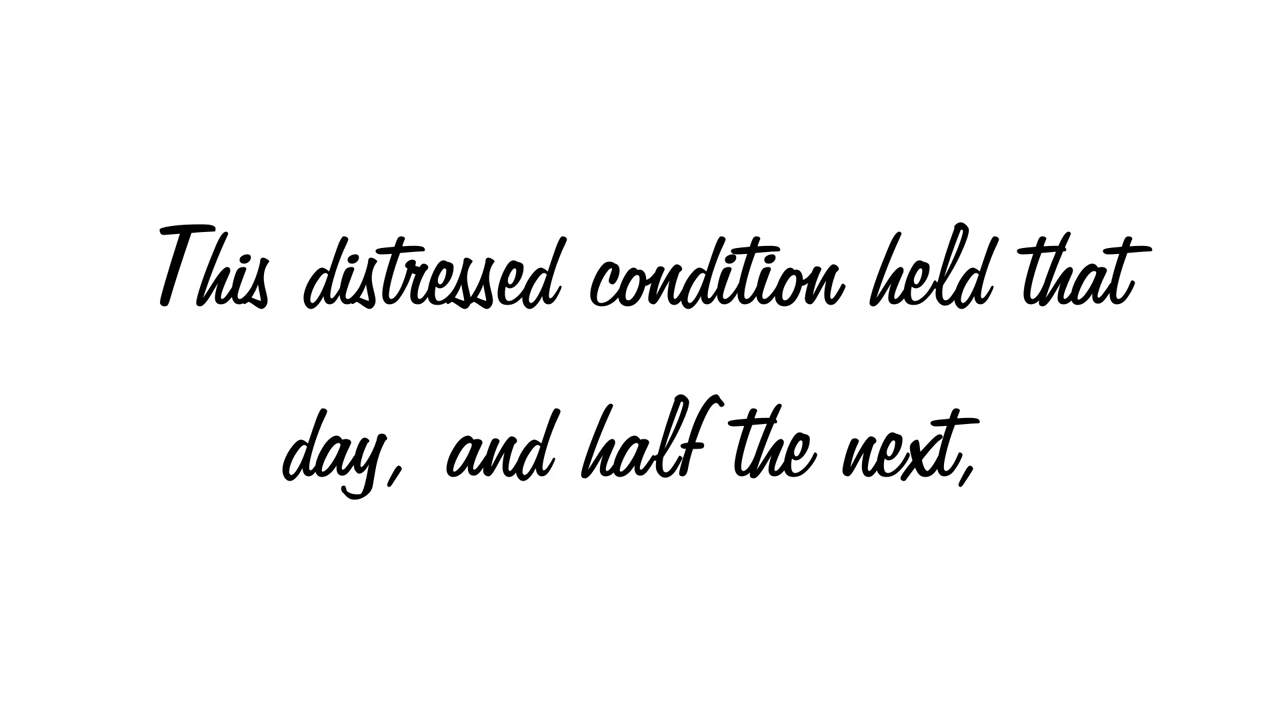 This distressed condition held that
day, and half the next,